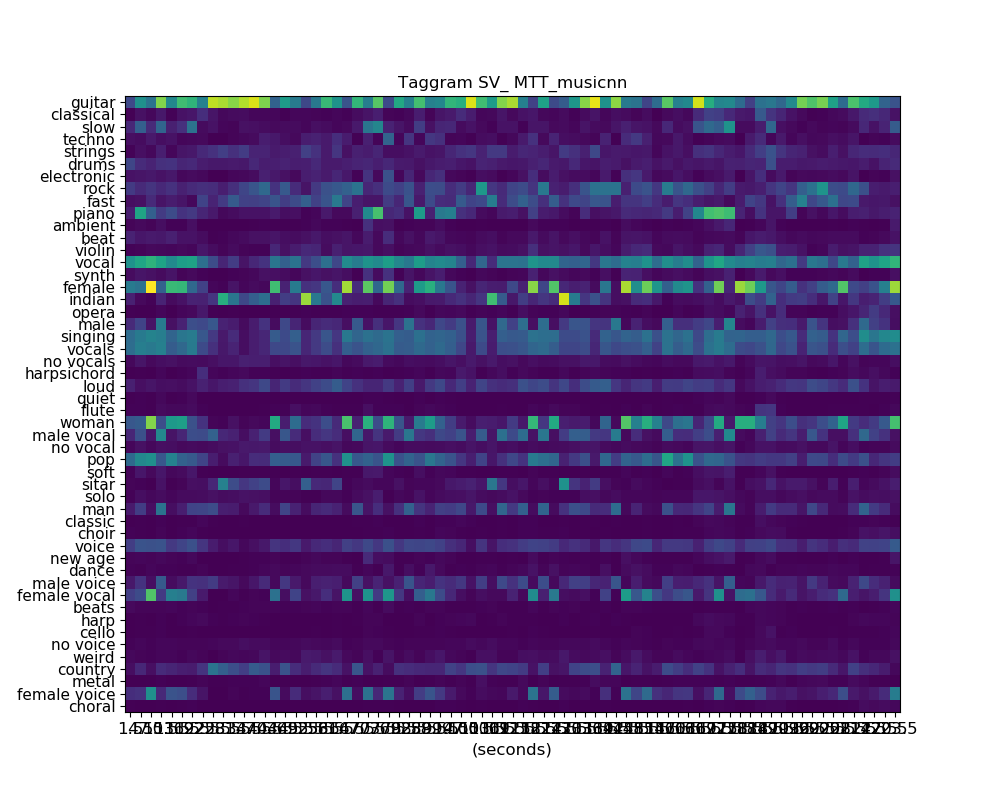 Taggram SV_ MTT_musicnn
guitar
classical
slow
techno
strings
drums
electronic
rock
fast
piano
ambient
beat
violin
vocal
synth
female
indian
opera
male
singing
vocals
no vocals
harpsichord
loud
quiet
flute
woman
male vocal
no vocal
pop
soft
sitar
solo
man
classic
choir
voice
new age
dance
male voice
female vocal
beats
harp
cello
no voice
weird
country
metal
female voice
choral
(seconds)